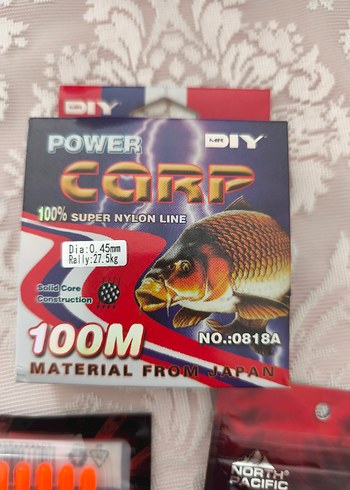 DIY
POWER
MR DIY
CARP
100% SUPER NYLON LINE
Dia:0.45mm
Rally:27.5kg
Solid Core
Construction
100M
NO.:0818A
MATERIAL FROM JAPAN
NORTH
PACIFIC